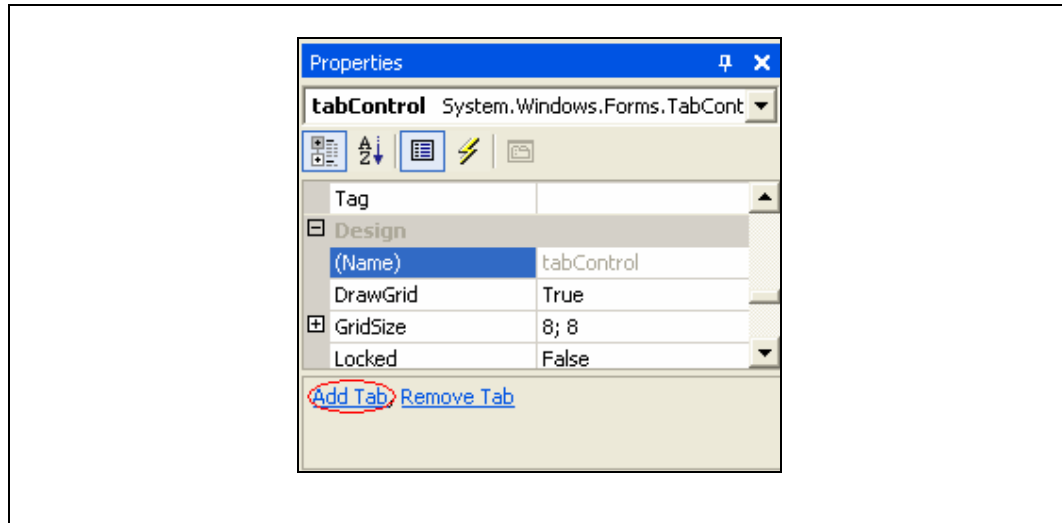 Properties
tabControl System.Windows.Forms.TabCont
Tag
Design
(Name) tabControl
DrawGrid True
GridSize 8; 8
Locked False
Add Tab, Remove Tab